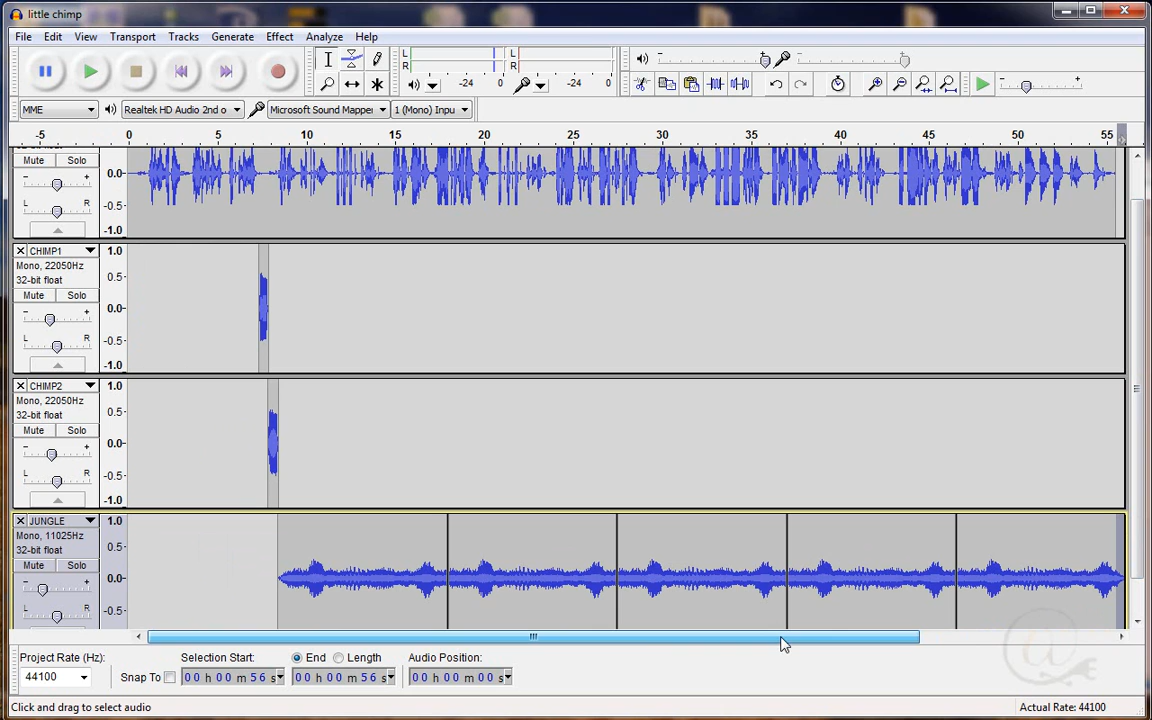 little chimp
File Edit View Transport Tracks Generate Effect Analyze Help
L R -24 0 L R -24 0
MME Realtek HD Audio 2nd o Microsoft Sound Mapper 1 (Mono) Inpu
-5 0 5 10 15 20 25 30 35 40 45 50 55
Mute Solo
0.0
- +
-0.5
L R
-1.0
CHIMP1 1.0
Mono, 22050Hz
32-bit float 0.5
Mute Solo
0.0
- +
L R -0.5
-1.0
CHIMP2 1.0
Mono, 22050Hz
32-bit float 0.5
Mute Solo
0.0
- +
L R -0.5
-1.0
JUNGLE 1.0
Mono, 11025Hz
32-bit float 0.5
Mute Solo
0.0
- +
L R -0.5
Project Rate (Hz): Selection Start: End Length Audio Position:
44100 Snap To 00 h 00 m 56 s 00 h 00 m 56 s 00 h 00 m 00 s
Click and drag to select audio Actual Rate: 44100